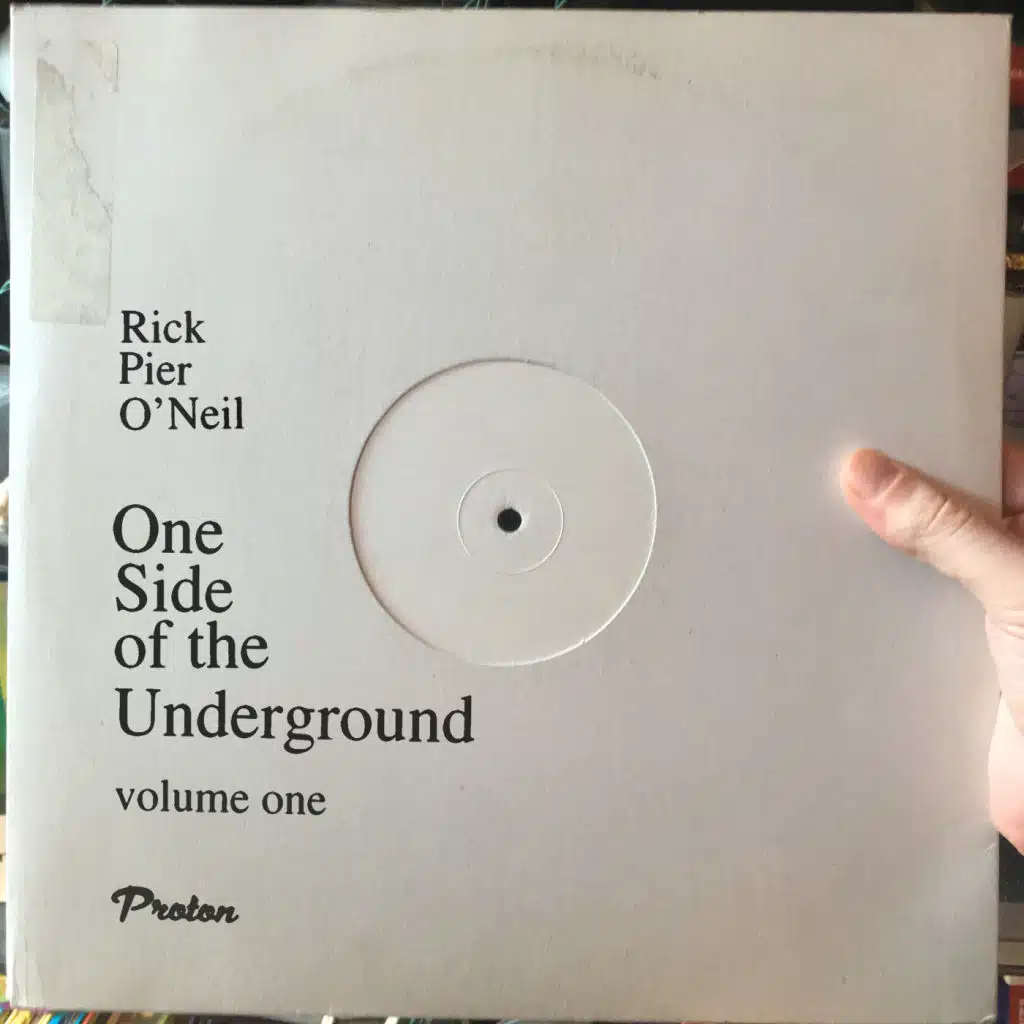 Rick
Pier
O'Neil
One
Side
of the
Underground
volume one
Proton